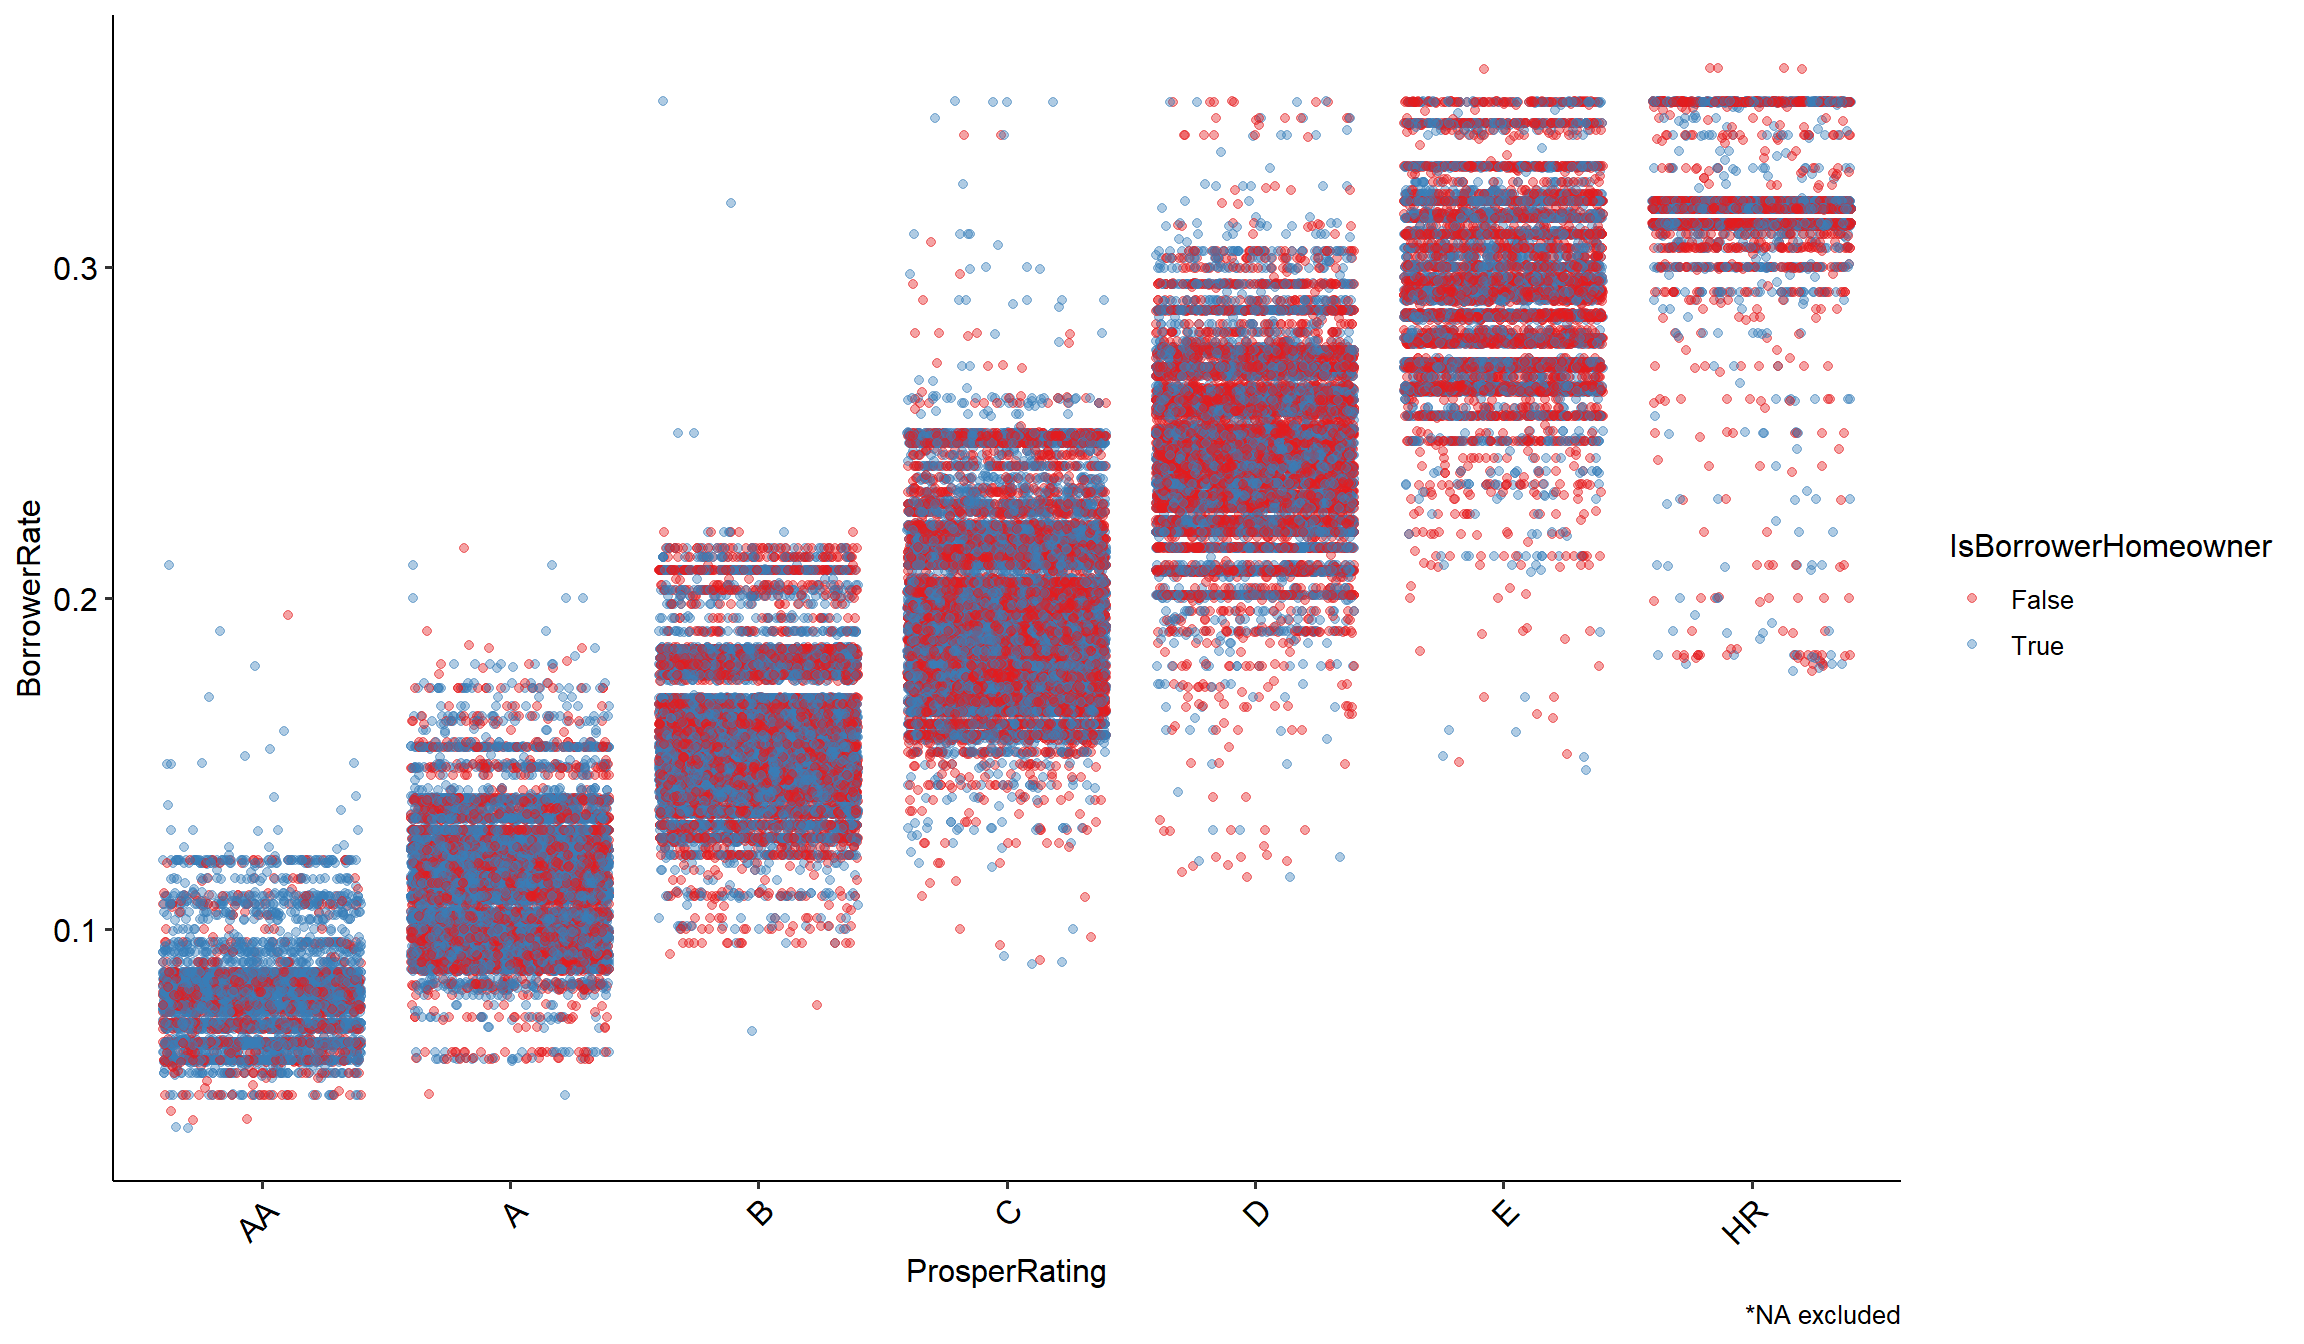 BorrowerRate
0.3
0.2
0.1
AA
A
B
C
D
E
HR
ProsperRating
IsBorrowerHomeowner
False
True
*NA excluded